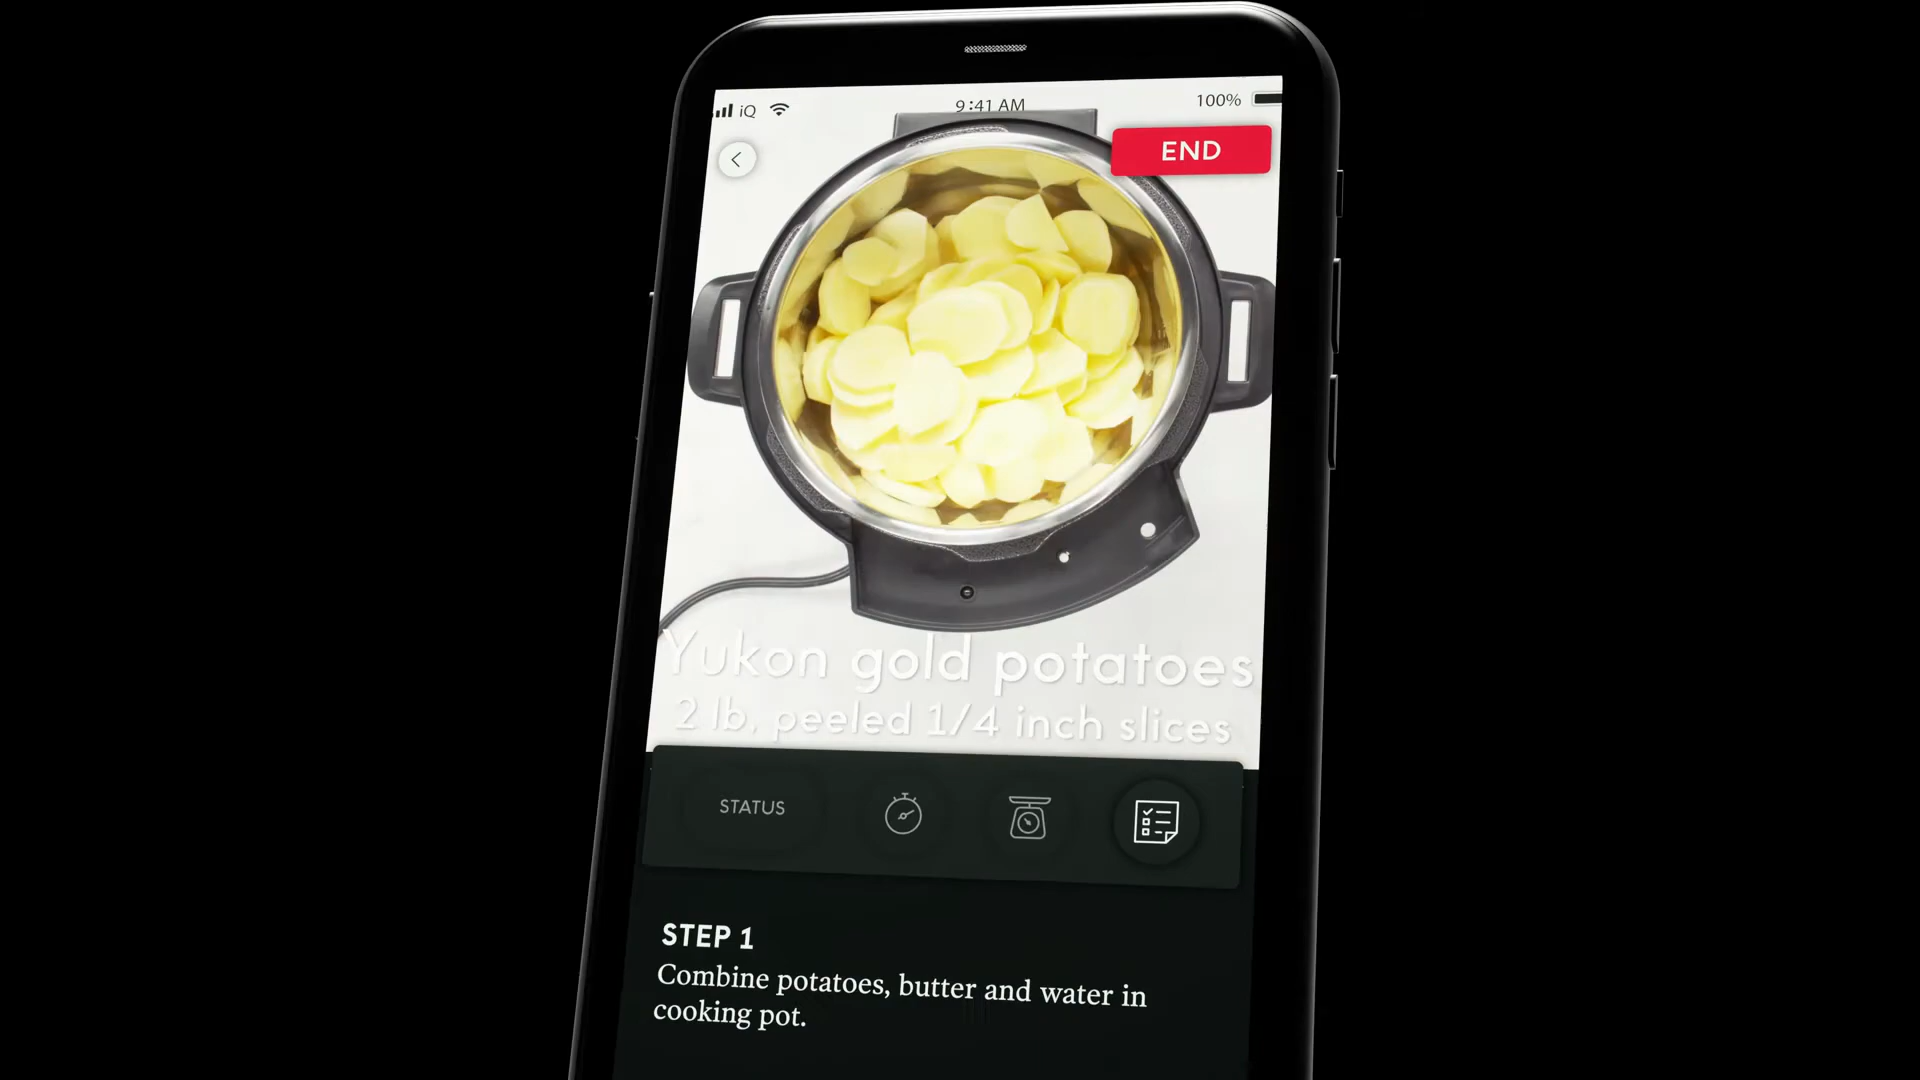 iQ
9:41 AM
100%
END
Yukon gold potatoes
2 lb, peeled 1/4 inch slices
STATUS
STEP 1
Combine potatoes, butter and water in
cooking pot.